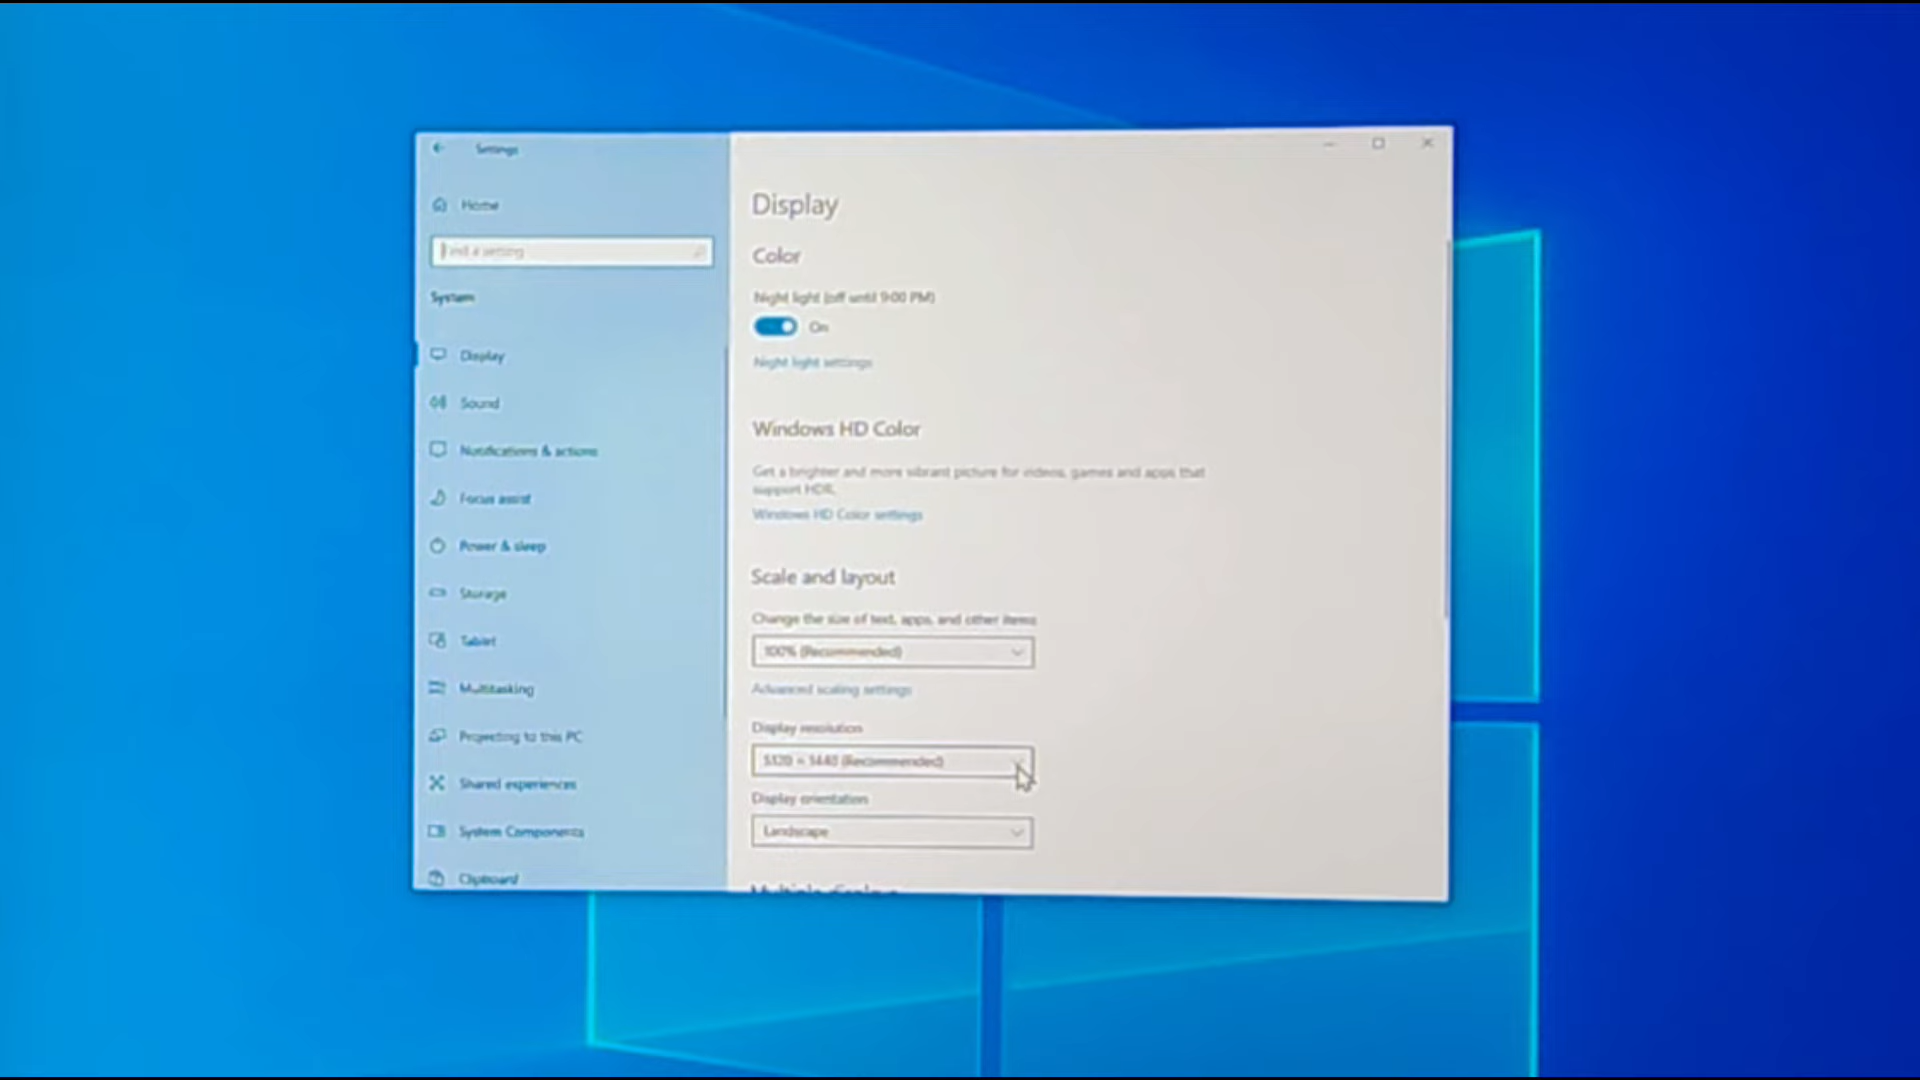 Settings
Home
Find a setting
System
Display
Sound
Notifications & actions
Focus assist
Power & sleep
Storage
Tablet
Multitasking
Projecting to this PC
Shared experiences
System Components
Clipboard
Display
Color
Night light (off until 9:00 PM)
On
Night light settings
Windows HD Color
Get a brighter and more vibrant picture for videos, games and apps that
support HDR.
Windows HD Color settings
Scale and layout
Change the size of text, apps, and other items
100% (Recommended)
Advanced scaling settings
Display resolution
5120 × 1440 (Recommended)
Display orientation
Landscape
Multiple displays